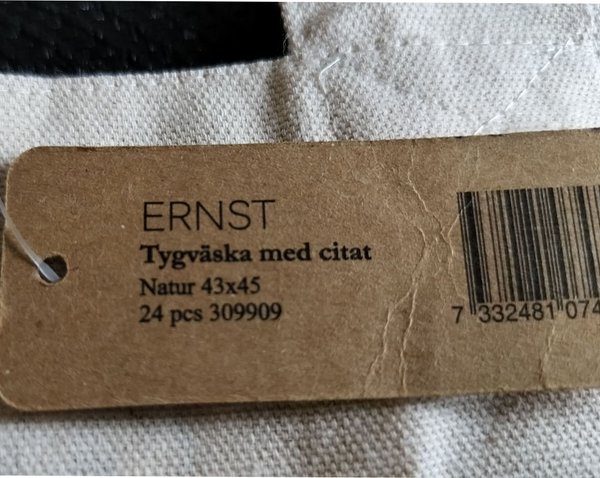 ERNST
Tygväska med citat
Natur 43x45
24 pcs 309909
7 332481 074